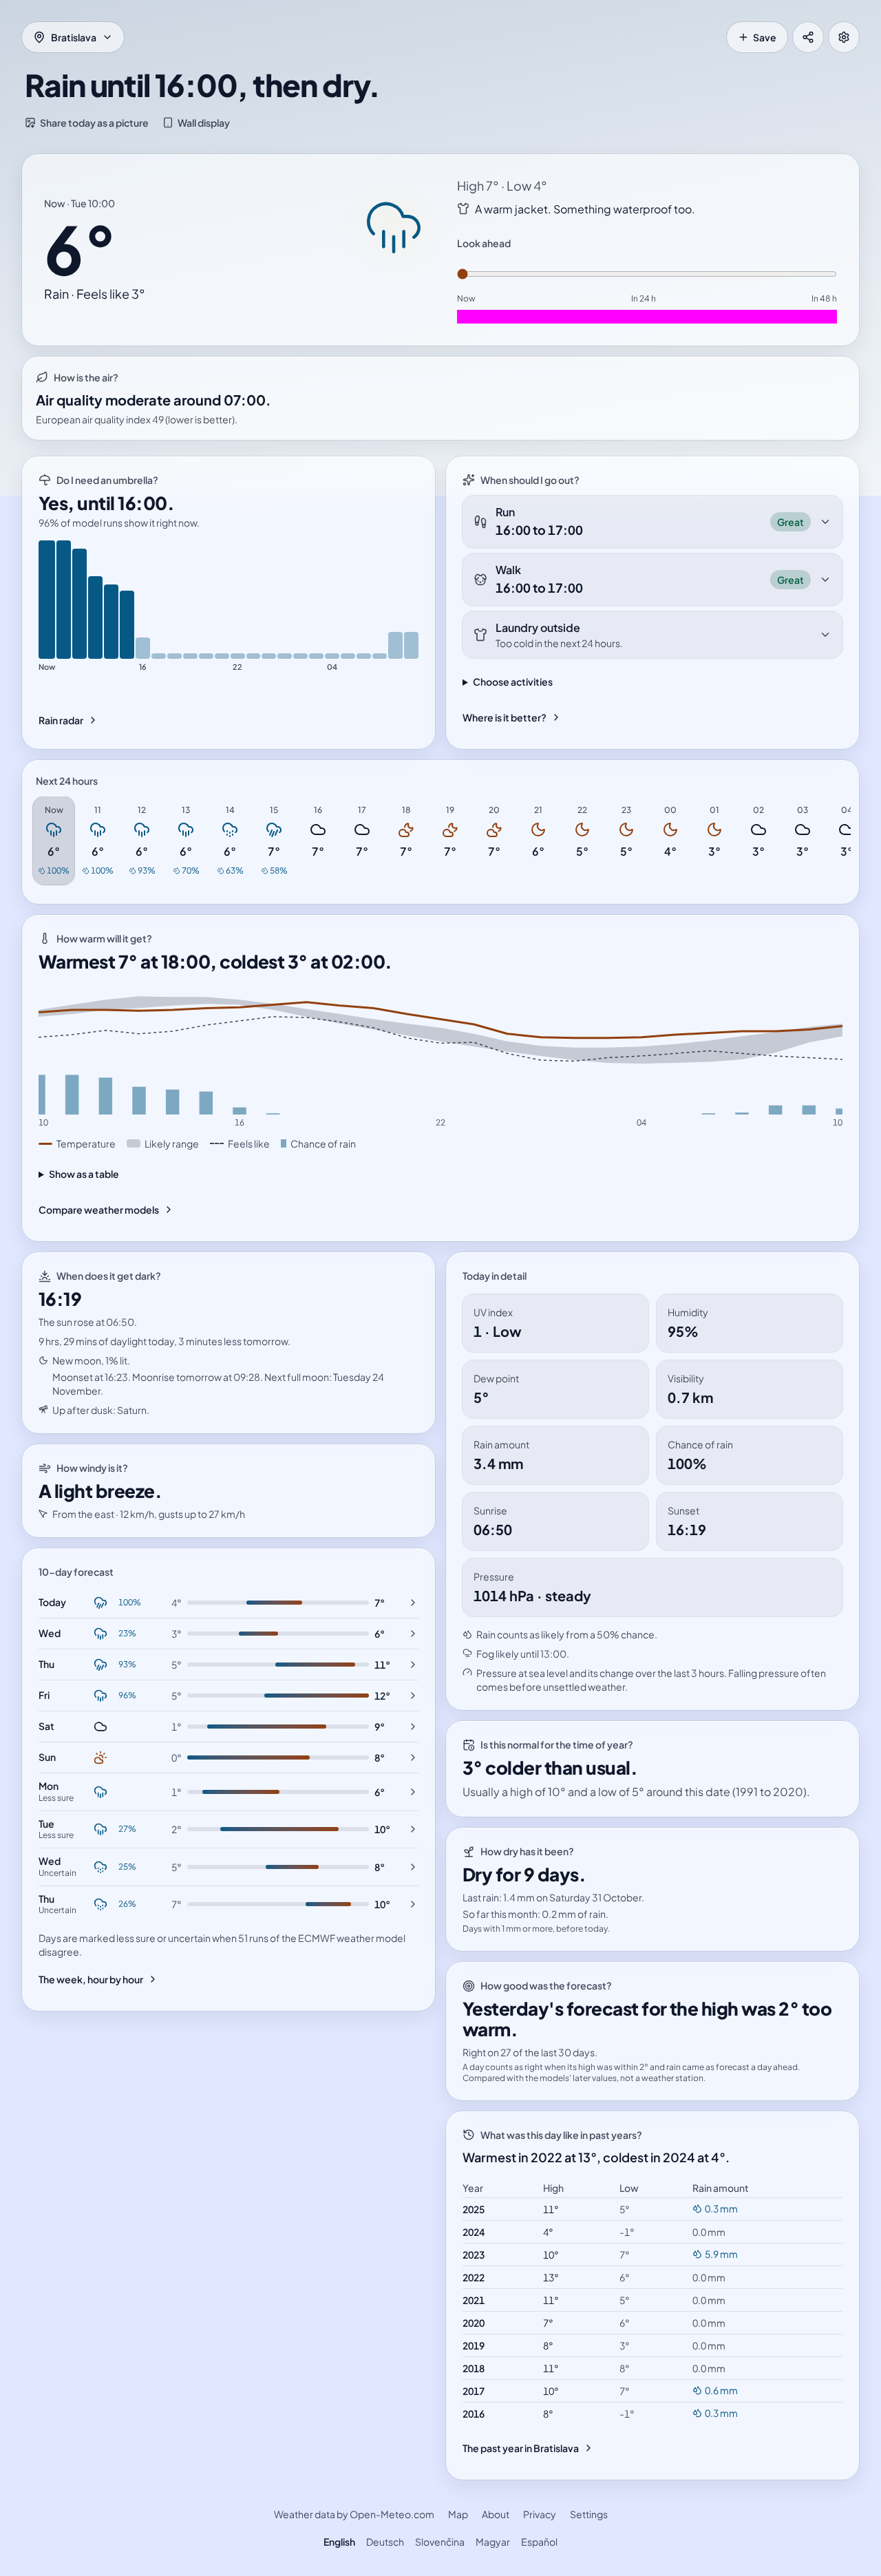 Bratislava
Save
Rain until 16:00, then dry.
Share today as a picture
Wall display
Now · Tue 10:00
6°
Rain · Feels like 3°
High 7° · Low 4°
A warm jacket. Something waterproof too.
Look ahead
Now In 24 h In 48 h
How is the air?
Air quality moderate around 07:00.
European air quality index 49 (lower is better).
Do I need an umbrella?
Yes, until 16:00.
96% of model runs show it right now.
Now 16 22 04
Rain radar
When should I go out?
Run
16:00 to 17:00
Great
Walk
16:00 to 17:00
Great
Laundry outside
Too cold in the next 24 hours.
Choose activities
Where is it better?
Next 24 hours
Now 11 12 13 14 15 16 17 18 19 20 21 22 23 00 01 02 03 04
6° 6° 6° 6° 6° 7° 7° 7° 7° 7° 7° 6° 5° 5° 4° 3° 3° 3° 3°
100% 100% 93% 70% 63% 58%
How warm will it get?
Warmest 7° at 18:00, coldest 3° at 02:00.
10 16 22 04 10
Temperature Likely range Feels like Chance of rain
Show as a table
Compare weather models
When does it get dark?
16:19
The sun rose at 06:50.
9 hrs, 29 mins of daylight today, 3 minutes less tomorrow.
New moon, 1% lit.
Moonset at 16:23. Moonrise tomorrow at 09:28. Next full moon: Tuesday 24
November.
Up after dusk: Saturn.
How windy is it?
A light breeze.
From the east · 12 km/h, gusts up to 27 km/h
10-day forecast
Today 100% 4° 7°
Wed 23% 3° 6°
Thu 93% 5° 11°
Fri 96% 5° 12°
Sat 1° 9°
Sun 0° 8°
Mon 1° 6°
Less sure
Tue 27% 2° 10°
Less sure
Wed 25% 5° 8°
Uncertain
Thu 26% 7° 10°
Uncertain
Days are marked less sure or uncertain when 51 runs of the ECMWF weather model
disagree.
The week, hour by hour
Today in detail
UV index
1 · Low
Humidity
95%
Dew point
5°
Visibility
0.7 km
Rain amount
3.4 mm
Chance of rain
100%
Sunrise
06:50
Sunset
16:19
Pressure
1014 hPa · steady
Rain counts as likely from a 50% chance.
Fog likely until 13:00.
Pressure at sea level and its change over the last 3 hours. Falling pressure often
comes before unsettled weather.
Is this normal for the time of year?
3° colder than usual.
Usually a high of 10° and a low of 5° around this date (1991 to 2020).
How dry has it been?
Dry for 9 days.
Last rain: 1.4 mm on Saturday 31 October.
So far this month: 0.2 mm of rain.
Days with 1 mm or more, before today.
How good was the forecast?
Yesterday's forecast for the high was 2° too
warm.
Right on 27 of the last 30 days.
A day counts as right when its high was within 2° and rain came as forecast a day ahead.
Compared with the models' later values, not a weather station.
What was this day like in past years?
Warmest in 2022 at 13°, coldest in 2024 at 4°.
Year High Low Rain amount
2025 11° 5° 0.3 mm
2024 4° -1° 0.0 mm
2023 10° 7° 5.9 mm
2022 13° 6° 0.0 mm
2021 11° 5° 0.0 mm
2020 7° 6° 0.0 mm
2019 8° 3° 0.0 mm
2018 11° 8° 0.0 mm
2017 10° 7° 0.6 mm
2016 8° -1° 0.3 mm
The past year in Bratislava
Weather data by Open-Meteo.com Map About Privacy Settings
English Deutsch Slovenčina Magyar Español